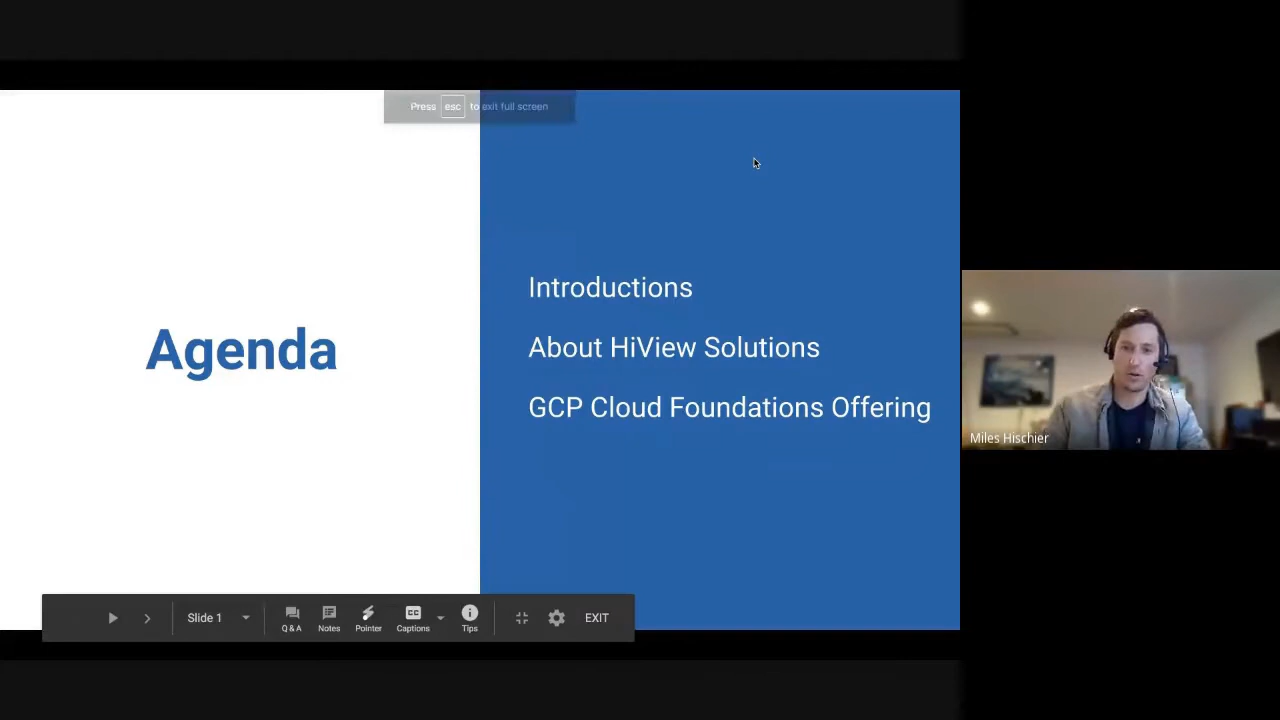 Press esc to exit full screen
Agenda
Introductions
About HiView Solutions
GCP Cloud Foundations Offering
Miles Hischier
Slide 1
Q & A
Notes
Pointer
CC
Captions
Tips
EXIT